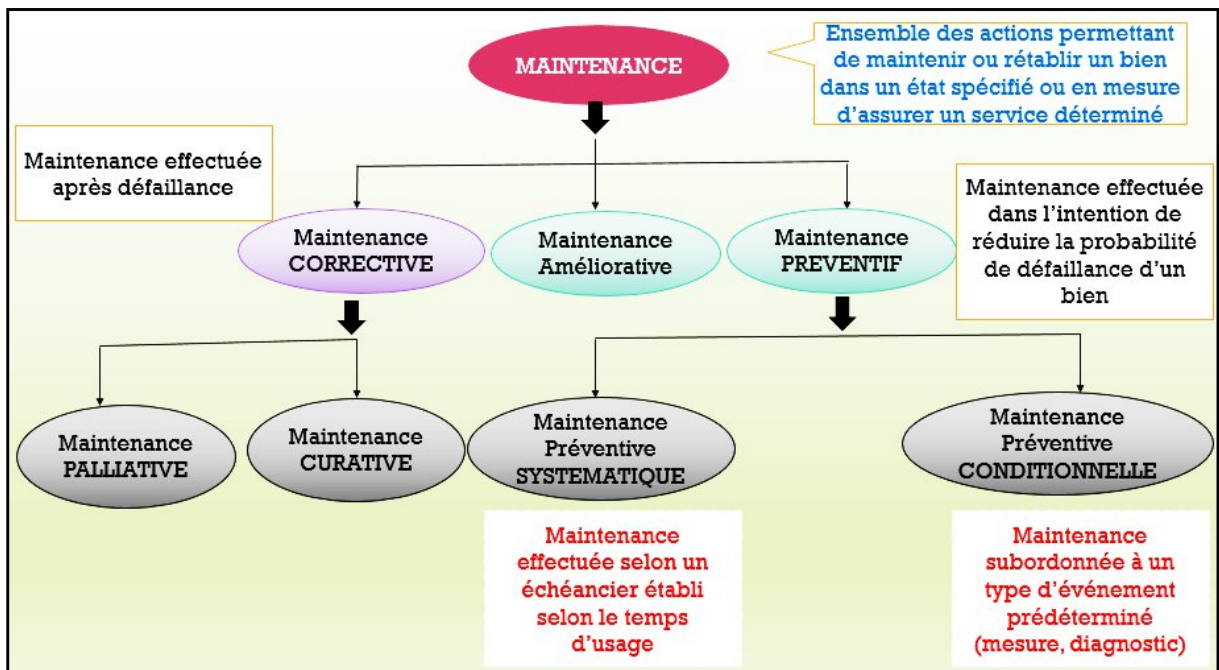 MAINTENANCE
Ensemble des actions permettant
de maintenir ou rétablir un bien
dans un état spécifié ou en mesure
d'assurer un service déterminé
Maintenance effectuée
après défaillance
Maintenance effectuée
dans l'intention de
réduire la probabilité
de défaillance d'un
bien
Maintenance
CORRECTIVE
Maintenance
Améliorative
Maintenance
PREVENTIF
Maintenance
PALLIATIVE
Maintenance
CURATIVE
Maintenance
Préventive
SYSTEMATIQUE
Maintenance
Préventive
CONDITIONNELLE
Maintenance
effectuée selon un
échéancier établi
selon le temps
d'usage
Maintenance
subordonnée à un
type d'événement
prédéterminé
(mesure, diagnostic)